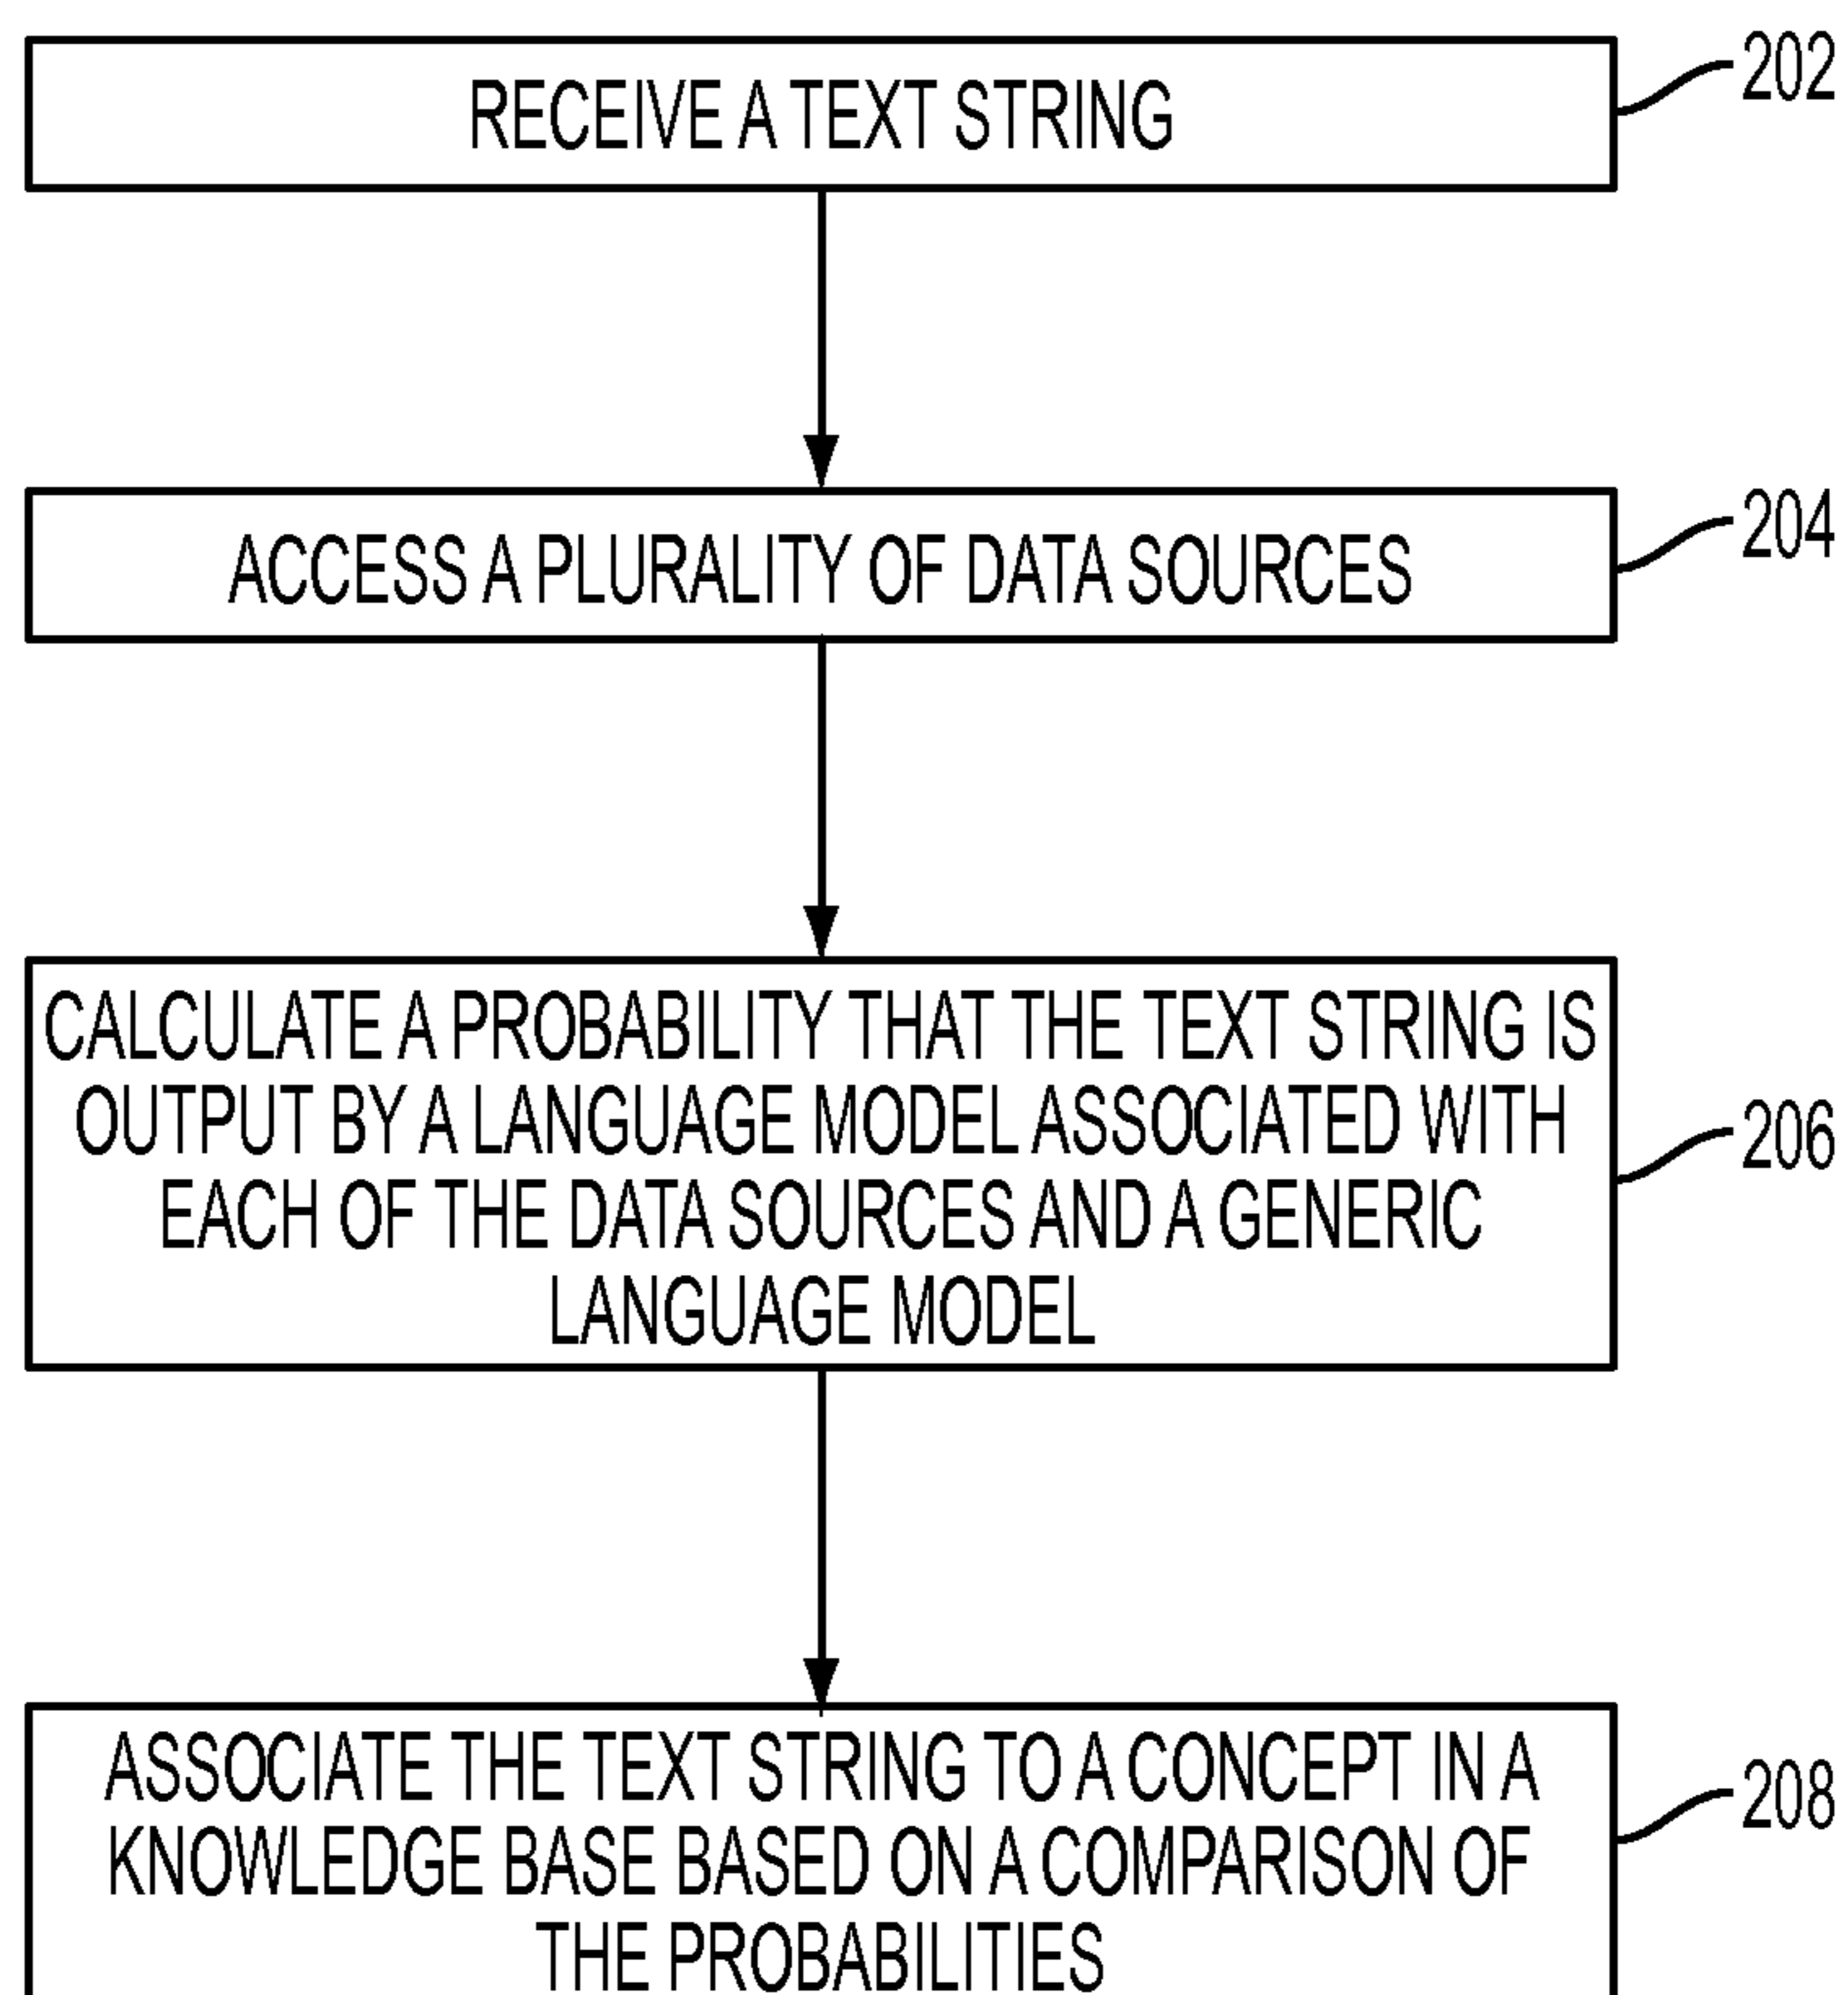 RECEIVE A TEXT STRING
202
ACCESS A PLURALITY OF DATA SOURCES
204
CALCULATE A PROBABILITY THAT THE TEXT STRING IS
OUTPUT BY A LANGUAGE MODEL ASSOCIATED WITH
EACH OF THE DATA SOURCES AND A GENERIC
LANGUAGE MODEL
206
ASSOCIATE THE TEXT STRING TO A CONCEPT IN A
KNOWLEDGE BASE BASED ON A COMPARISON OF
THE PROBABILITIES
208